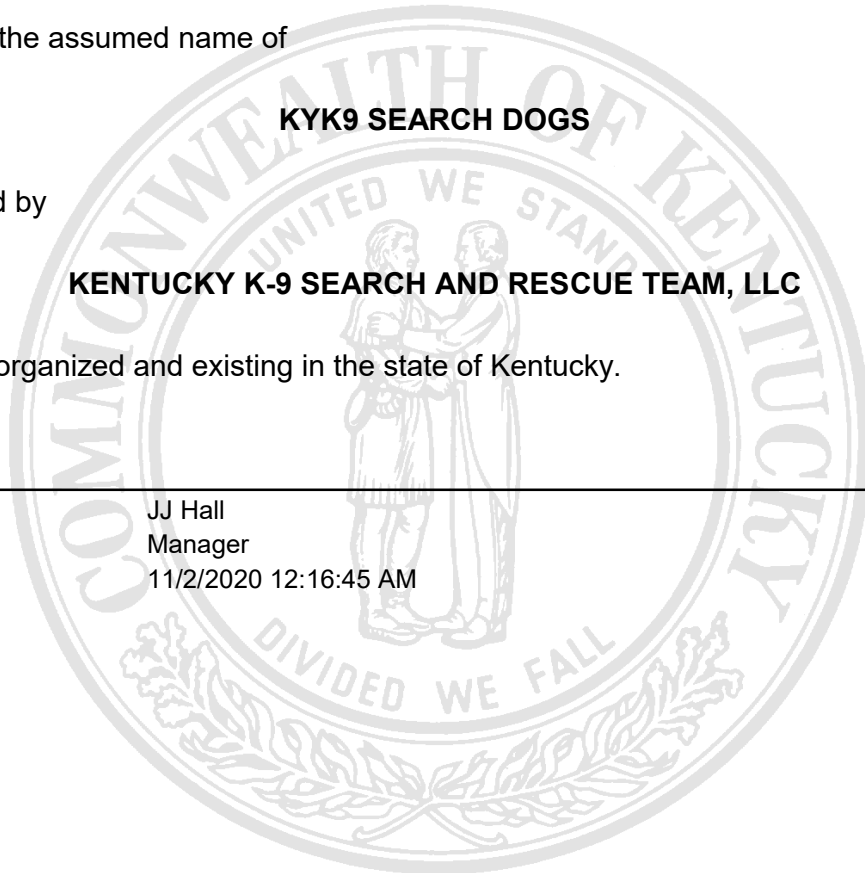 the assumed name of
KYK9 SEARCH DOGS
d by
KENTUCKY K-9 SEARCH AND RESCUE TEAM, LLC
organized and existing in the state of Kentucky.
JJ Hall
Manager
11/2/2020 12:16:45 AM
COMMONWEALTH OF KENTUCKY
UNITED WE STAND
DIVIDED WE FALL